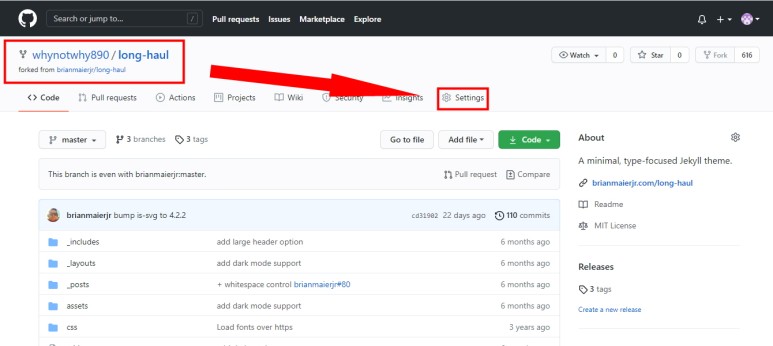 Search or jump to... / Pull requests Issues Marketplace Explore
whynotwhy890 / long-haul
forked from brianmaierjr/long-haul
Watch 0 Star 0 Fork 616
Code Pull requests Actions Projects Wiki Security Insights Settings
master 3 branches 3 tags Go to file Add file Code
This branch is even with brianmaierjr:master. Pull request Compare
brianmaierjr bump is-svg to 4.2.2 cd31902 22 days ago 110 commits
_includes add large header option 6 months ago
_layouts add dark mode support 6 months ago
_posts + whitespace control brianmaierjr#80 6 months ago
assets add dark mode support 6 months ago
css Load fonts over https 3 years ago
About
A minimal, type-focused Jekyll theme.
brianmaierjr.com/long-haul
Readme
MIT License
Releases
3 tags
Create a new release